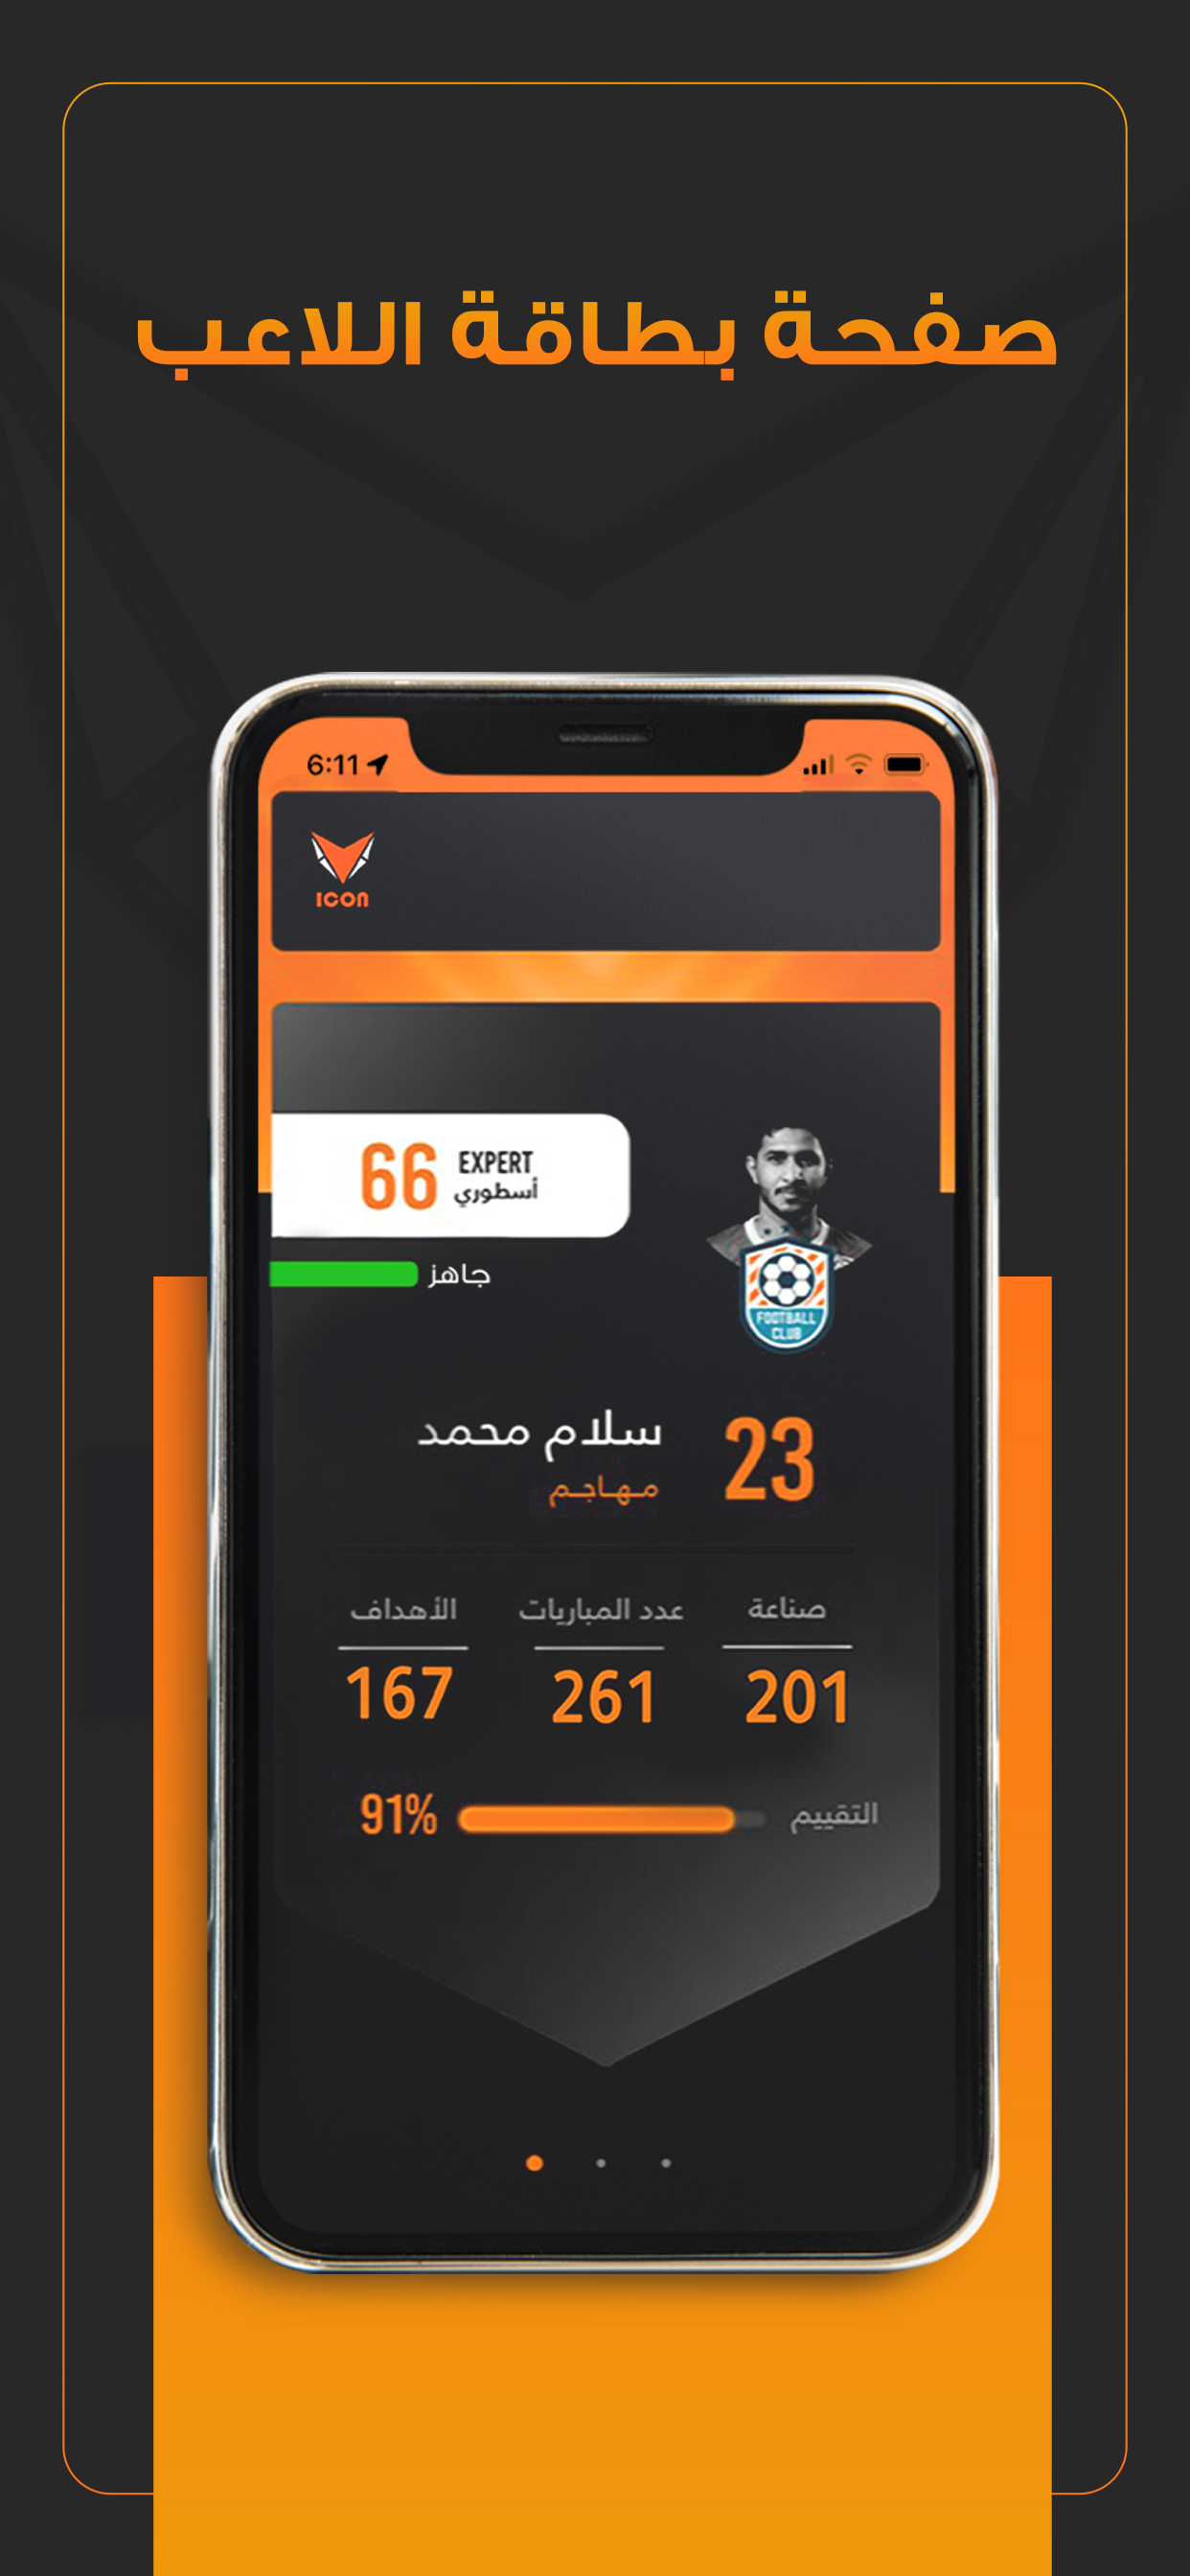 صفحة بطاقة اللاعب
6:11
ICON
66 EXPERT
أسطوري
جاهز
FOOTBALL
CLUB
23 سلام محمد
مهاجم
صناعة عدد المباريات الأهداف
201 261 167
التقييم 91%